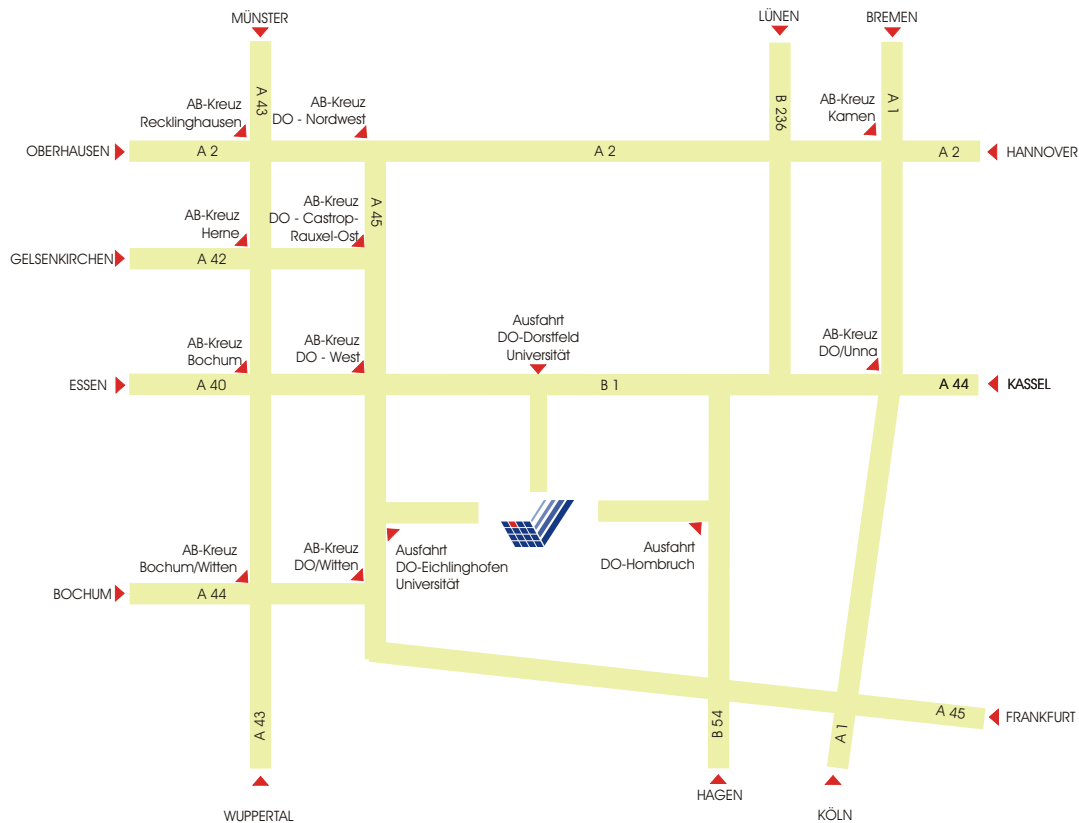 MÜNSTER
LÜNEN
BREMEN
A 43
B 236
A 1
AB-Kreuz
Recklinghausen
AB-Kreuz
DO - Nordwest
AB-Kreuz
Kamen
OBERHAUSEN
A 2
A 2
A 2
HANNOVER
A 45
AB-Kreuz
Herne
AB-Kreuz
DO - Castrop-
Rauxel-Ost
GELSENKIRCHEN
A 42
AB-Kreuz
Bochum
AB-Kreuz
DO - West
Ausfahrt
DO-Dorstfeld
Universität
AB-Kreuz
DO/Unna
ESSEN
A 40
B 1
A 44
KASSEL
AB-Kreuz
Bochum/Witten
AB-Kreuz
DO/Witten
Ausfahrt
DO-Eichlinghofen
Universität
Ausfahrt
DO-Hombruch
BOCHUM
A 44
A 43
B 54
A 1
A 45
FRANKFURT
WUPPERTAL
HAGEN
KÖLN